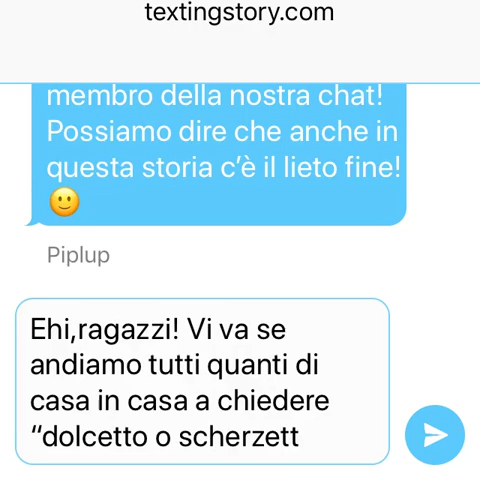 textingstory.com
membro della nostra chat!
Possiamo dire che anche in
questa storia c’è il lieto fine!
🙂
Piplup
Ehi,ragazzi! Vi va se
andiamo tutti quanti di
casa in casa a chiedere
“dolcetto o scherzett